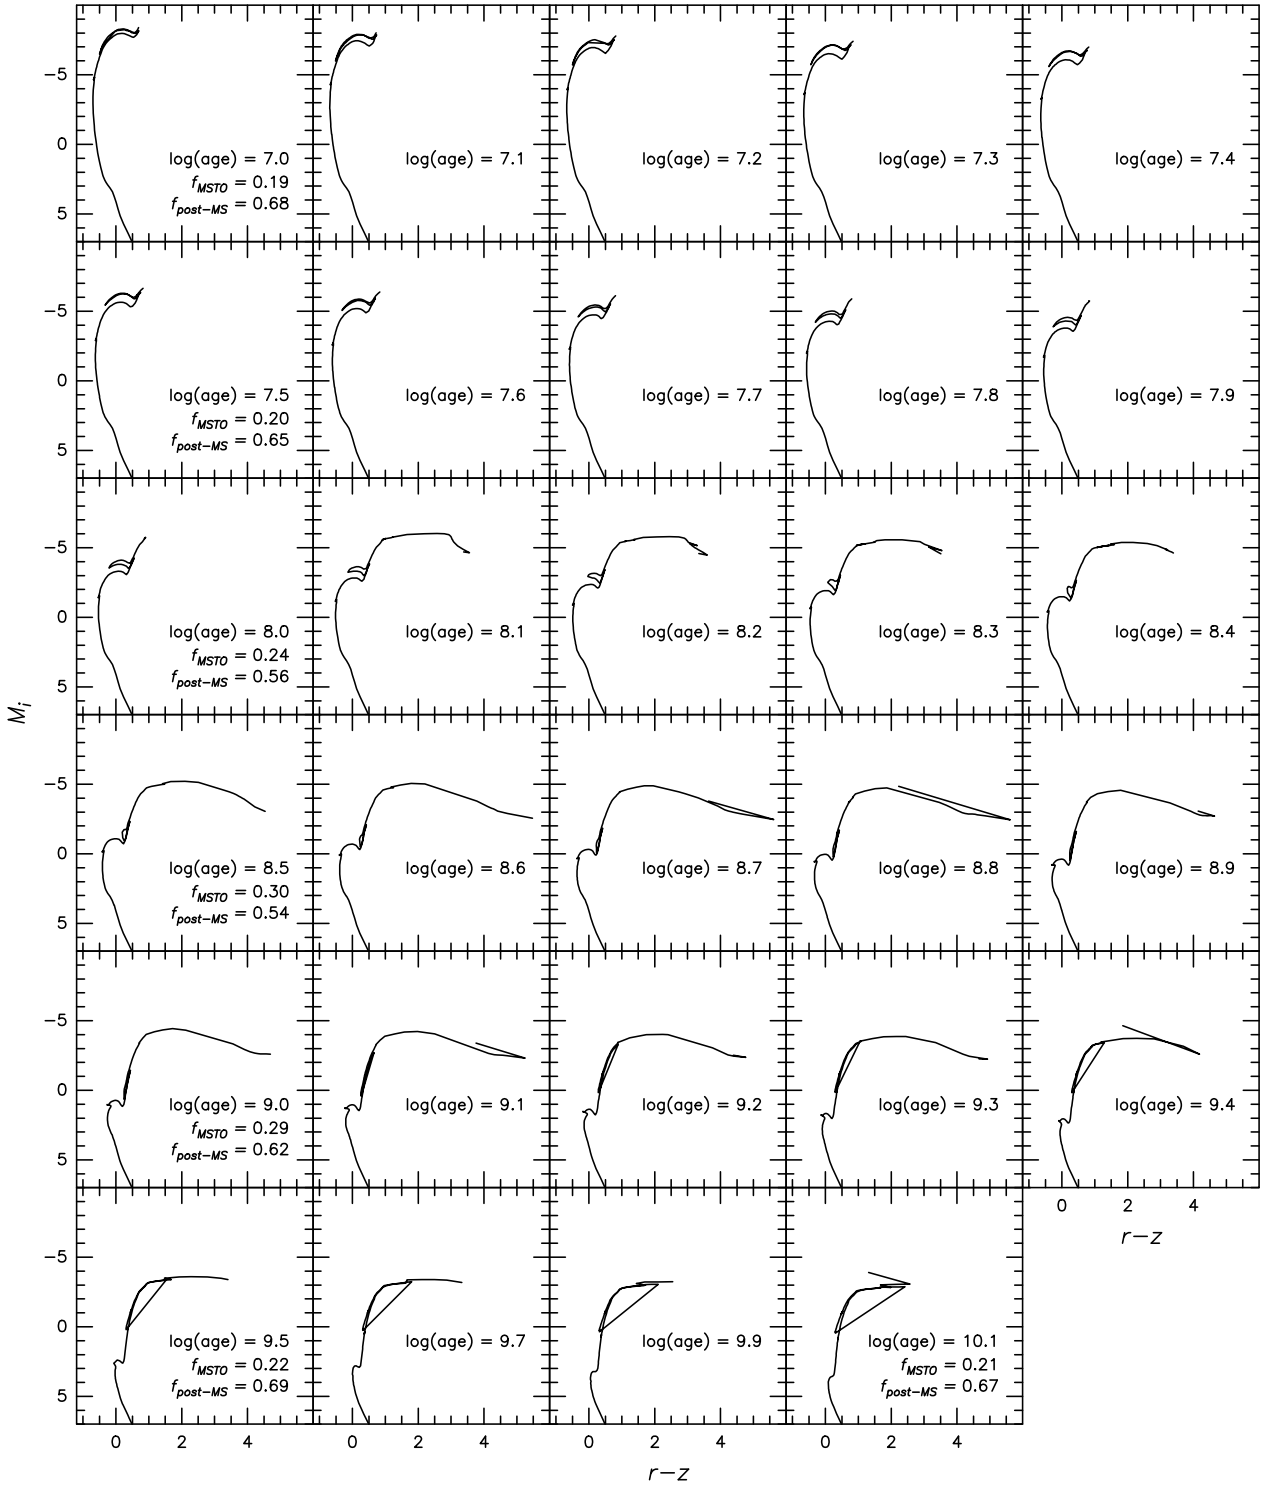 −5
0
5
log(age) = 7.0
f_MSTO = 0.19
f_post−MS = 0.68
log(age) = 7.1
log(age) = 7.2
log(age) = 7.3
log(age) = 7.4
−5
0
5
log(age) = 7.5
f_MSTO = 0.20
f_post−MS = 0.65
log(age) = 7.6
log(age) = 7.7
log(age) = 7.8
log(age) = 7.9
−5
0
5
log(age) = 8.0
f_MSTO = 0.24
f_post−MS = 0.56
log(age) = 8.1
log(age) = 8.2
log(age) = 8.3
log(age) = 8.4
M_i
−5
0
5
log(age) = 8.5
f_MSTO = 0.30
f_post−MS = 0.54
log(age) = 8.6
log(age) = 8.7
log(age) = 8.8
log(age) = 8.9
−5
0
5
log(age) = 9.0
f_MSTO = 0.29
f_post−MS = 0.62
log(age) = 9.1
log(age) = 9.2
log(age) = 9.3
log(age) = 9.4
0 2 4
r−z
−5
0
5
log(age) = 9.5
f_MSTO = 0.22
f_post−MS = 0.69
log(age) = 9.7
log(age) = 9.9
log(age) = 10.1
f_MSTO = 0.21
f_post−MS = 0.67
0 2 4
0 2 4
0 2 4
0 2 4
r−z